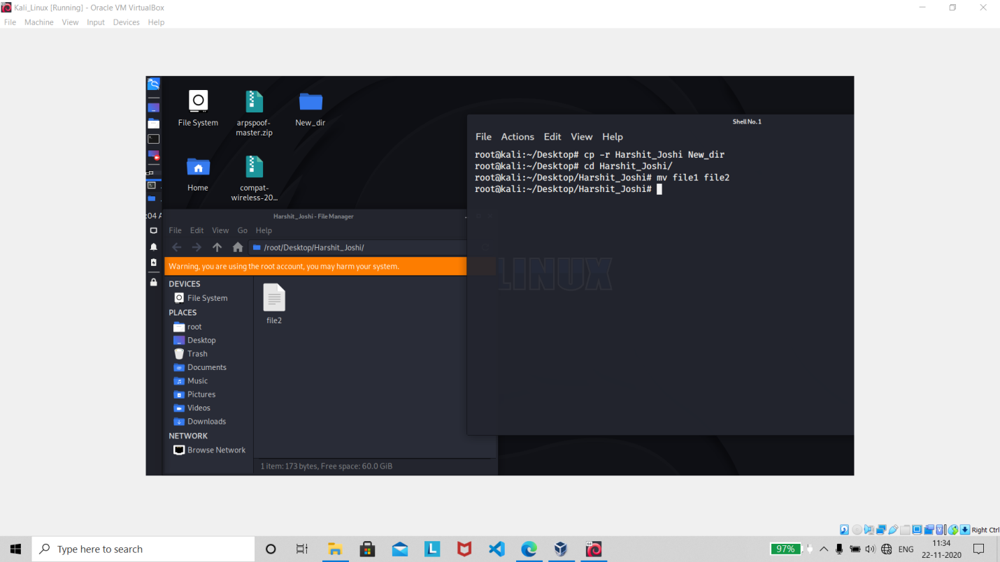 Kali_Linux [Running] - Oracle VM VirtualBox
File Machine View Input Devices Help
File System
arpspoof-
master.zip
New_dir
Home
compat-
wireless-20...
:04 A
Shell No.1
File Actions Edit View Help
root@kali:~/Desktop# cp -r Harshit_Joshi New_dir
root@kali:~/Desktop# cd Harshit_Joshi/
root@kali:~/Desktop/Harshit_Joshi# mv file1 file2
root@kali:~/Desktop/Harshit_Joshi#
LINUX
Harshit_Joshi - File Manager
File Edit View Go Help
/root/Desktop/Harshit_Joshi/
Warning, you are using the root account, you may harm your system.
DEVICES
File System
PLACES
root
Desktop
Trash
Documents
Music
Pictures
Videos
Downloads
NETWORK
Browse Network
file2
1 item: 173 bytes, Free space: 60.0 GiB
Right Ctrl
Type here to search
L
97%
ENG
11:34
22-11-2020